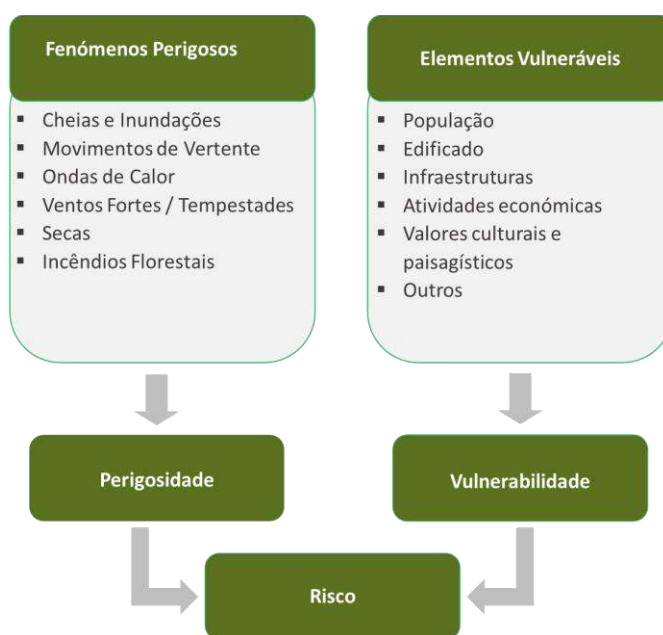 Fenómenos Perigosos
▪ Cheias e Inundações
▪ Movimentos de Vertente
▪ Ondas de Calor
▪ Ventos Fortes / Tempestades
▪ Secas
▪ Incêndios Florestais
Elementos Vulneráveis
▪ População
▪ Edificado
▪ Infraestruturas
▪ Atividades económicas
▪ Valores culturais e
paisagísticos
▪ Outros
Perigosidade
Vulnerabilidade
Risco